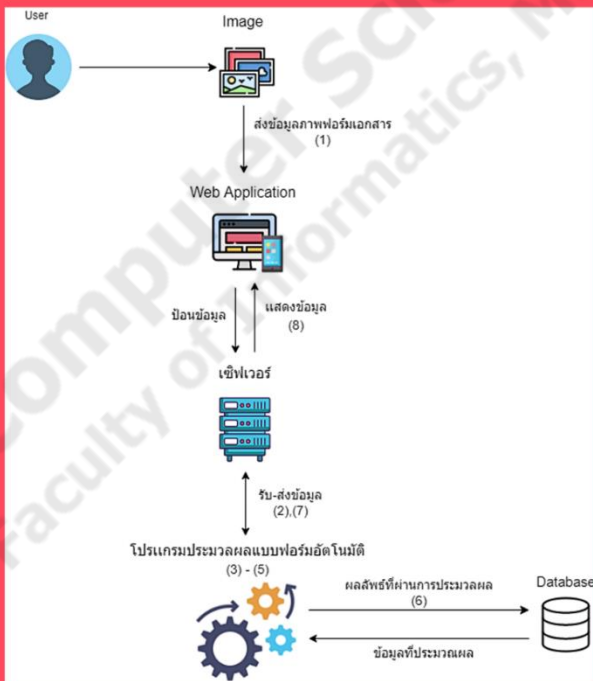 User
Image
ส่งข้อมูลภาพฟอร์มเอกสาร
(1)
Web Application
ป้อนข้อมูล
แสดงข้อมูล
(8)
เซิฟเวอร์
รับ-ส่งข้อมูล
(2),(7)
โปรแกรมประมวลผลแบบฟอร์มอัตโนมัติ
(3) - (5)
ผลลัพธ์ที่ผ่านการประมวลผล
(6)
Database
ข้อมูลที่ประมวณผล
Computer Sci
Faculty of Informatics, M